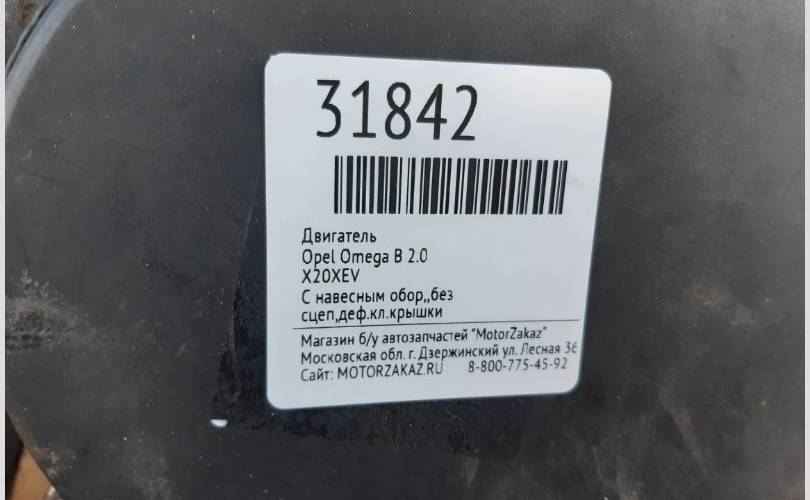 31842
Двигатель
Opel Omega B 2.0
X20XEV
С навесным обор,,без
сцеп,деф.кл.крышки
Магазин б/у автозапчастей "MotorZakaz"
Московская обл. г. Дзержинский ул. Лесная 36
Сайт: MOTORZAKAZ.RU 8-800-775-45-92